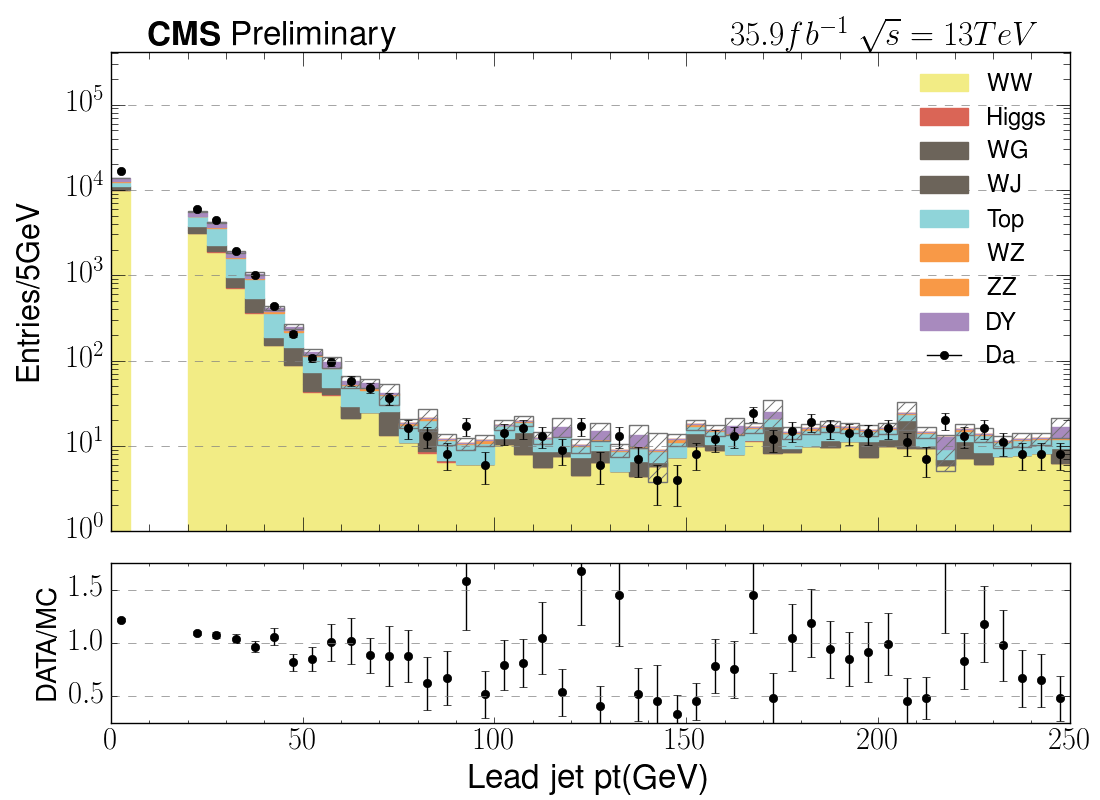 CMS Preliminary 35.9fb⁻¹ √s = 13TeV
WW
Higgs
WG
WJ
Top
WZ
ZZ
DY
Da
Entries/5GeV
10⁵
10⁴
10³
10²
10¹
10⁰
DATA/MC
1.5
1.0
0.5
0 50 100 150 200 250
Lead jet pt(GeV)